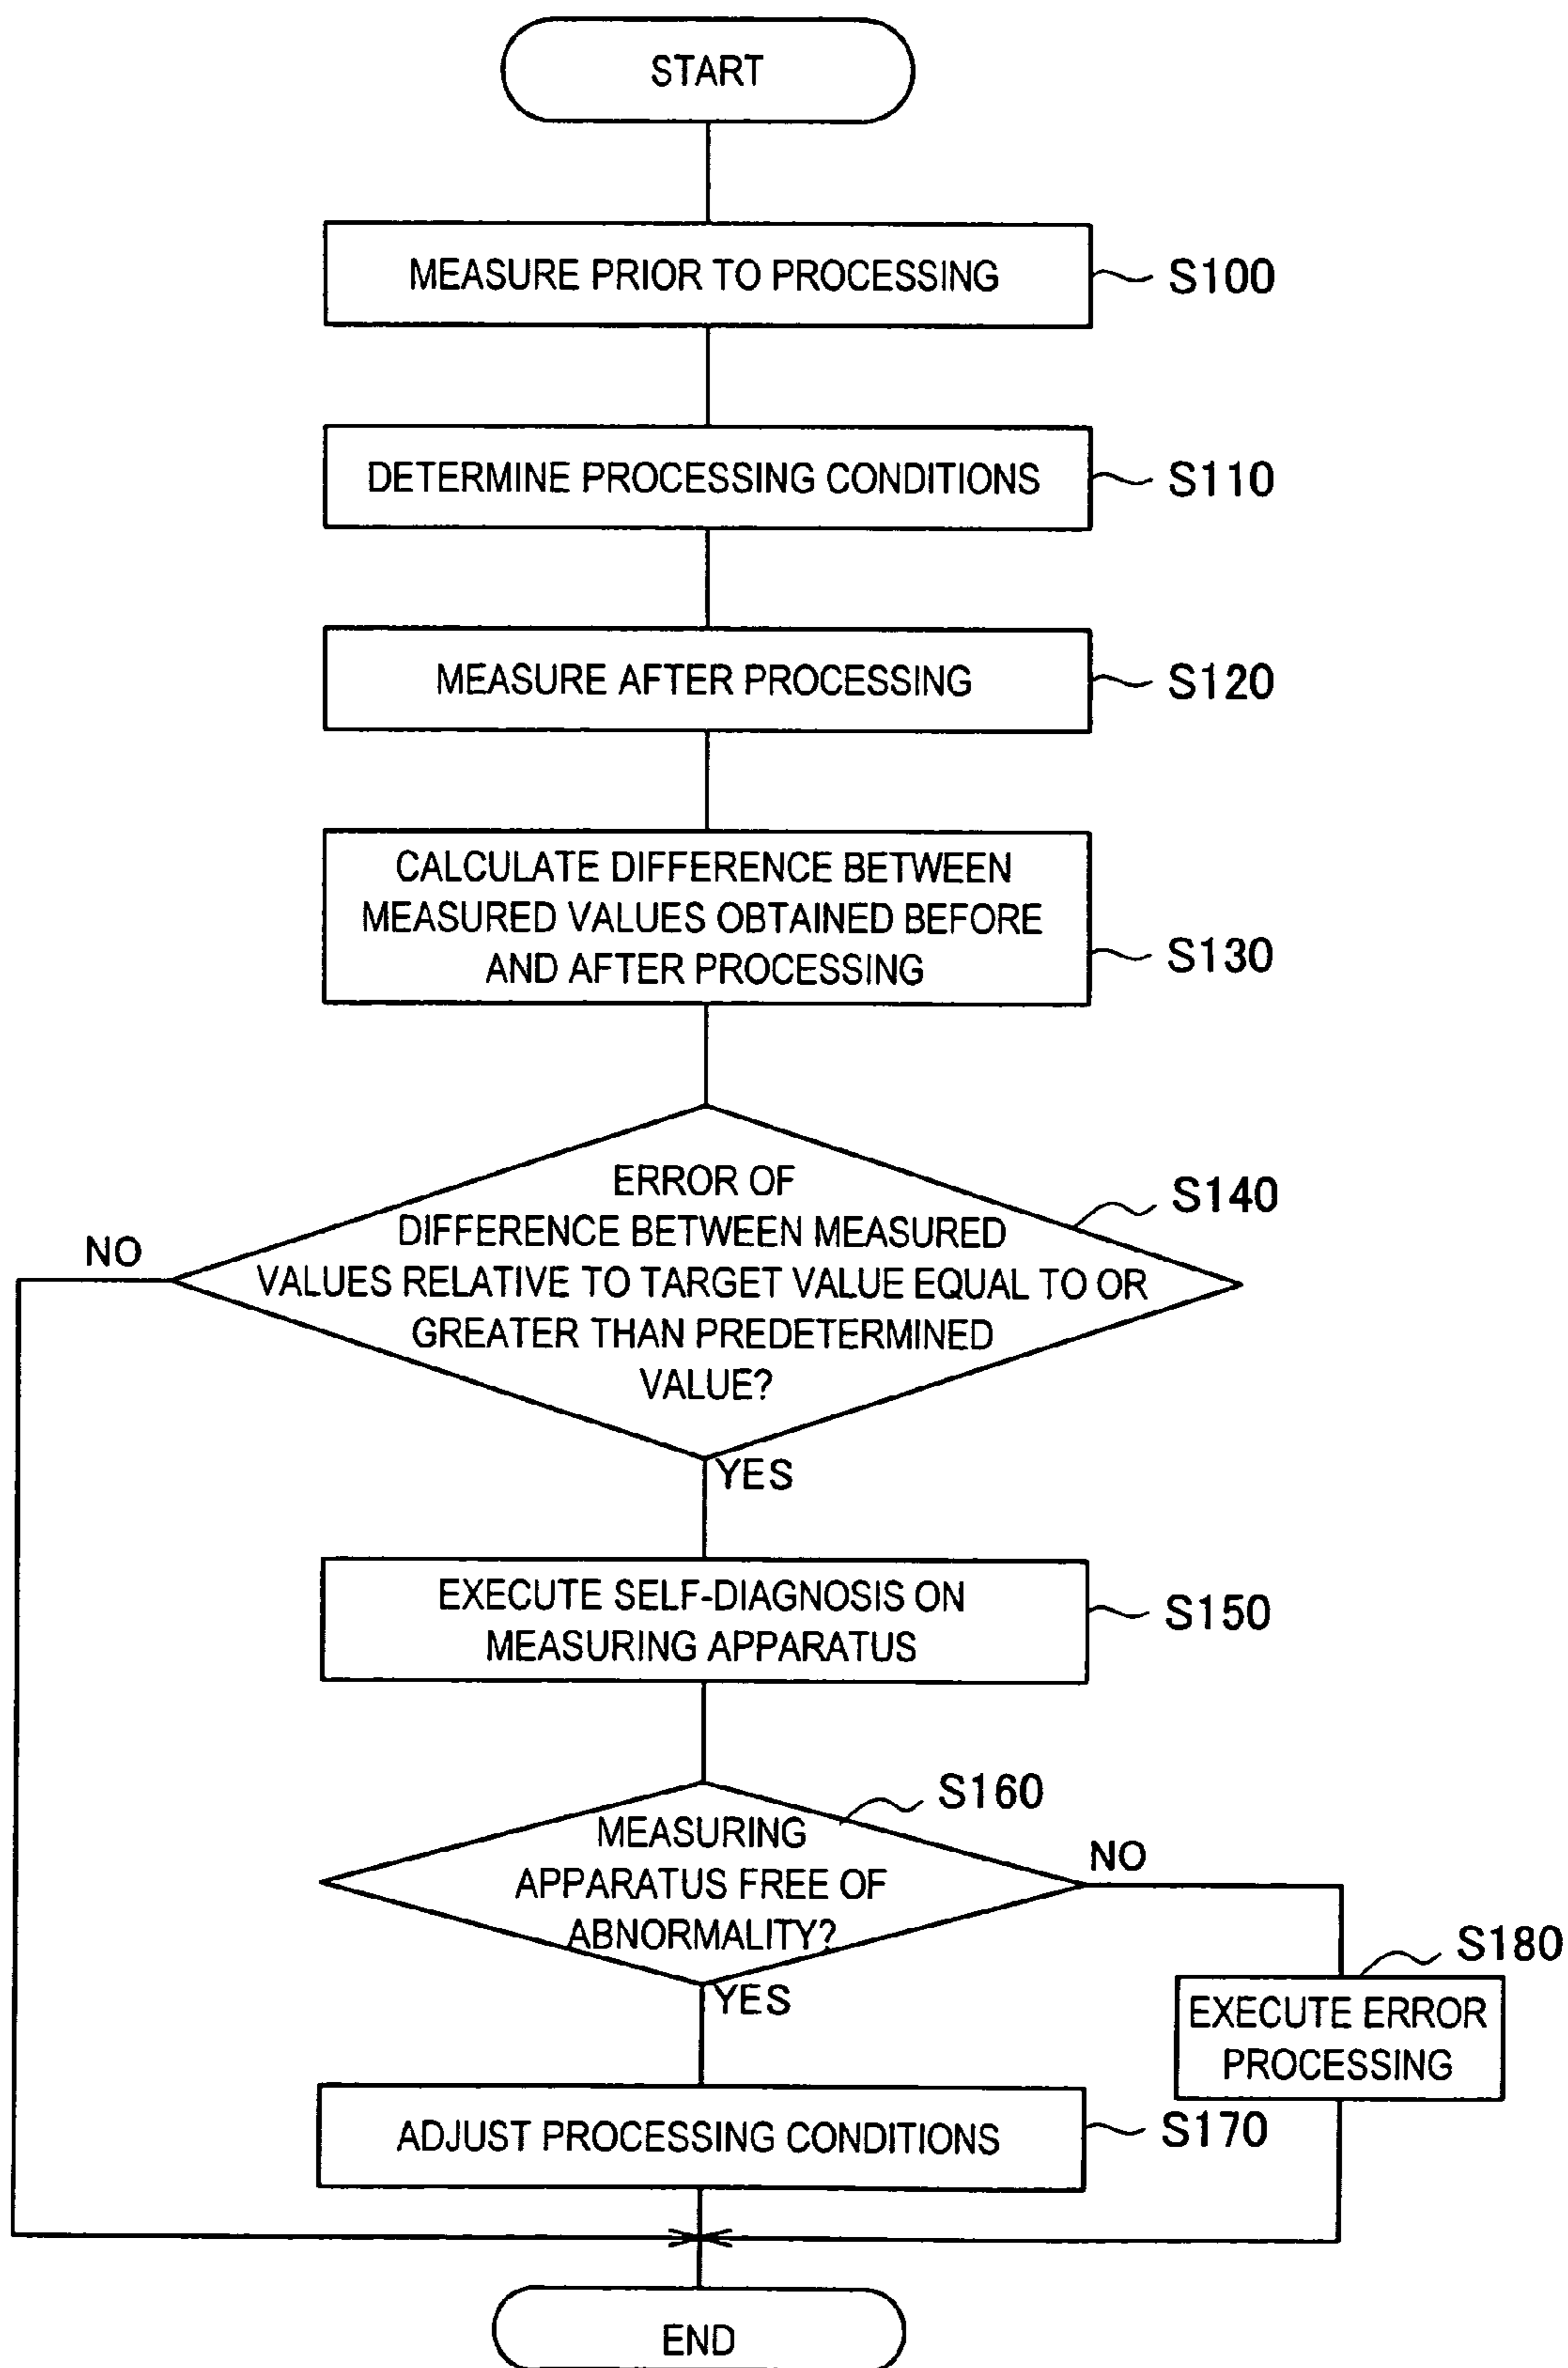 START
MEASURE PRIOR TO PROCESSING
S100
DETERMINE PROCESSING CONDITIONS
S110
MEASURE AFTER PROCESSING
S120
CALCULATE DIFFERENCE BETWEEN
MEASURED VALUES OBTAINED BEFORE
AND AFTER PROCESSING
S130
ERROR OF
DIFFERENCE BETWEEN MEASURED
VALUES RELATIVE TO TARGET VALUE EQUAL TO OR
GREATER THAN PREDETERMINED
VALUE?
S140
NO
YES
EXECUTE SELF-DIAGNOSIS ON
MEASURING APPARATUS
S150
MEASURING
APPARATUS FREE OF
ABNORMALITY?
S160
NO
YES
S180
EXECUTE ERROR
PROCESSING
ADJUST PROCESSING CONDITIONS
S170
END